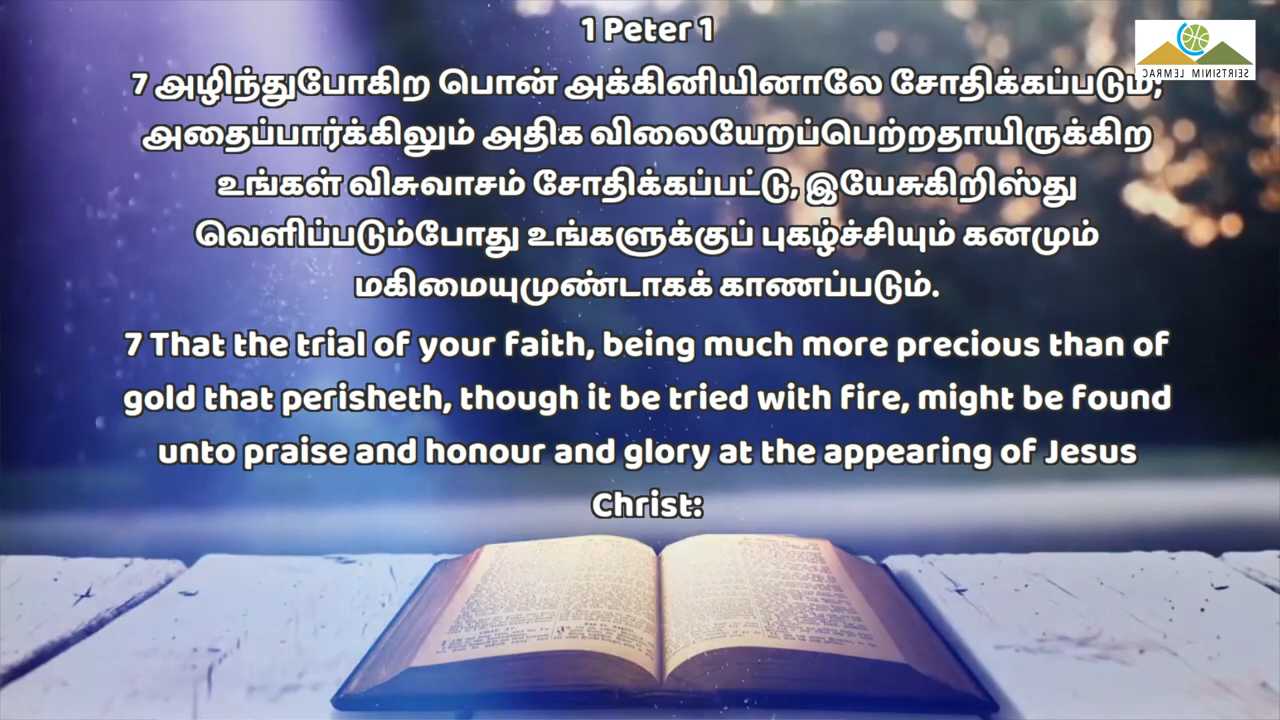 1 Peter 1
7 அழிந்துபோகிற பொன் அக்கினியினாலே சோதிக்கப்படும்;
அதைப்பார்க்கிலும் அதிக விலையேறப்பெற்றதாயிருக்கிற
உங்கள் விசுவாசம் சோதிக்கப்பட்டு, இயேசுகிறிஸ்து
வெளிப்படும்போது உங்களுக்குப் புகழ்ச்சியும் கனமும்
மகிமையுமுண்டாகக் காணப்படும்.
7 That the trial of your faith, being much more precious than of
gold that perisheth, though it be tried with fire, might be found
unto praise and honour and glory at the appearing of Jesus
Christ:
CARMEL MINISTRIES